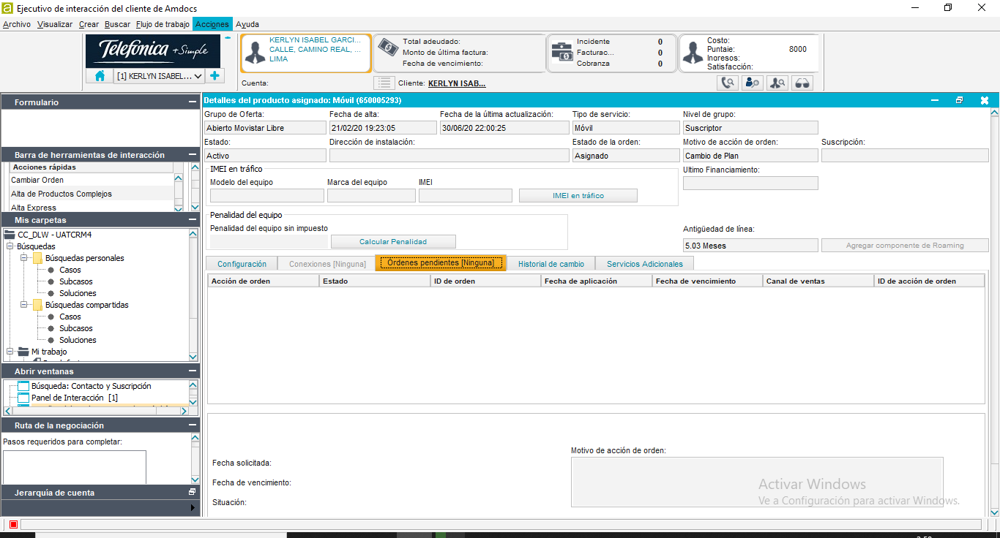 Ejecutivo de interacción del cliente de Amdocs
Archivo Visualizar Crear Buscar Flujo de trabajo Acciones Ayuda
Telefónica +Simple
[1] KERLYN ISABEL...
KERLYN ISABEL GARCI...
CALLE, CAMINO REAL, ...
LIMA
Total adeudado:
Monto de última factura:
Fecha de vencimiento:
Incidente 0
Facturac... 0
Cobranza 0
Costo:
Puntaie: 8000
Inaresos:
Satisfacción:
Cuenta:
Cliente: KERLYN ISAB...
Formulario
Barra de herramientas de interacción
Acciones rápidas
Cambiar Orden
Alta de Productos Complejos
Alta Express
Mis carpetas
CC_DLW - UATCRM4
Búsquedas
Búsquedas personales
Casos
Subcasos
Soluciones
Búsquedas compartidas
Casos
Subcasos
Soluciones
Mi trabajo
Abrir ventanas
Búsqueda: Contacto y Suscripción
Panel de Interacción [1]
Ruta de la negociación
Pasos requeridos para completar:
Jerarquía de cuenta
Detalles del producto asignado: Móvil (650005293)
Grupo de Oferta: Fecha de alta: Fecha de la última actualización: Tipo de servicio: Nivel de grupo:
Abierto Movistar Libre 21/02/20 19:23:05 30/06/20 22:00:25 Móvil Suscriptor
Estado: Dirección de instalación: Estado de la orden: Motivo de acción de orden: Suscripción:
Activo Asignado Cambio de Plan
IMEI en tráfico
Ultimo Financiamiento:
Modelo del equipo Marca del equipo IMEI
IMEI en tráfico
Penalidad del equipo
Penalidad del equipo sin impuesto
Calcular Penalidad
Antigüedad de línea:
5.03 Meses
Agregar componente de Roaming
Configuración Conexiones [Ninguna] Órdenes pendientes [Ninguna] Historial de cambio Servicios Adicionales
Acción de orden Estado ID de orden Fecha de aplicación Fecha de vencimiento Canal de ventas ID de acción de orden
Motivo de acción de orden:
Fecha solicitada:
Fecha de vencimiento:
Situación:
Activar Windows
Ve a Configuración para activar Windows.